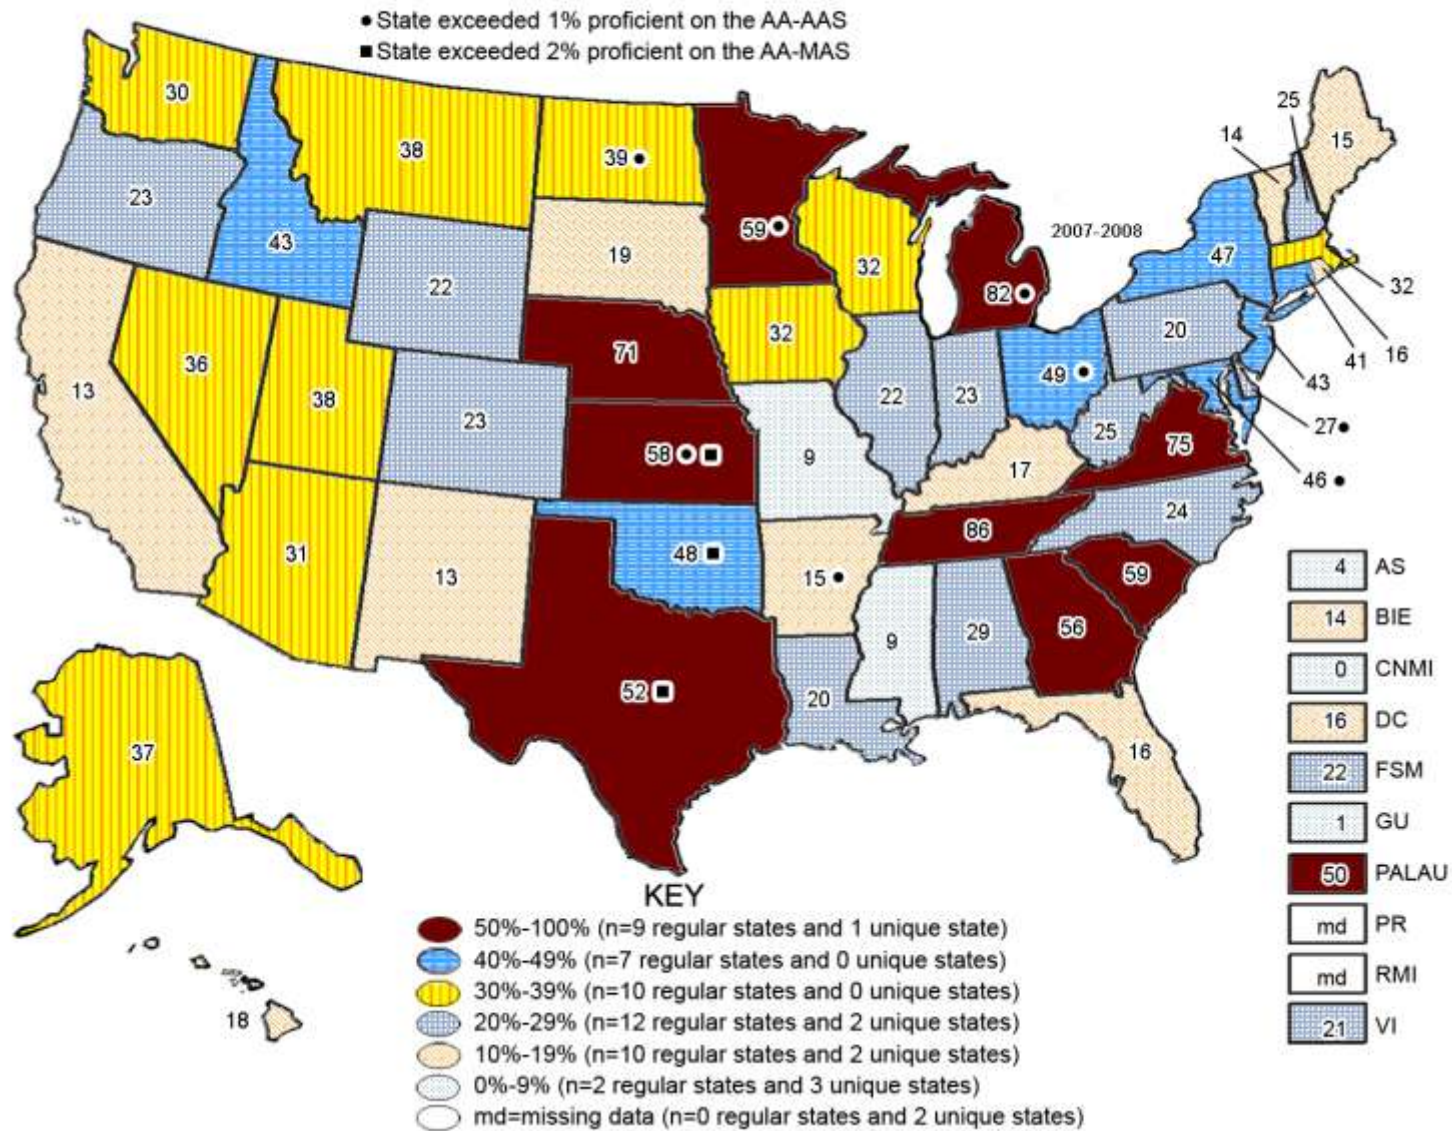 ● State exceeded 1% proficient on the AA-AAS
■ State exceeded 2% proficient on the AA-MAS
30
38
39 ●
25
14
15
23
43
59 ●
2007-2008
19
32
47
22
82 ●
32
32
16
20
71
41
36
43
49 ●
13
38
22
23
23
27 ●
25
75
58 ● ■
9
17
46 ●
24
86
48 ■
31
13
15 ●
59
56
29
9
20
52 ■
16
37
18
4 AS
14 BIE
0 CNMI
16 DC
22 FSM
1 GU
50 PALAU
md PR
md RMI
21 VI
KEY
50%-100% (n=9 regular states and 1 unique state)
40%-49% (n=7 regular states and 0 unique states)
30%-39% (n=10 regular states and 0 unique states)
20%-29% (n=12 regular states and 2 unique states)
10%-19% (n=10 regular states and 2 unique states)
0%-9% (n=2 regular states and 3 unique states)
md=missing data (n=0 regular states and 2 unique states)